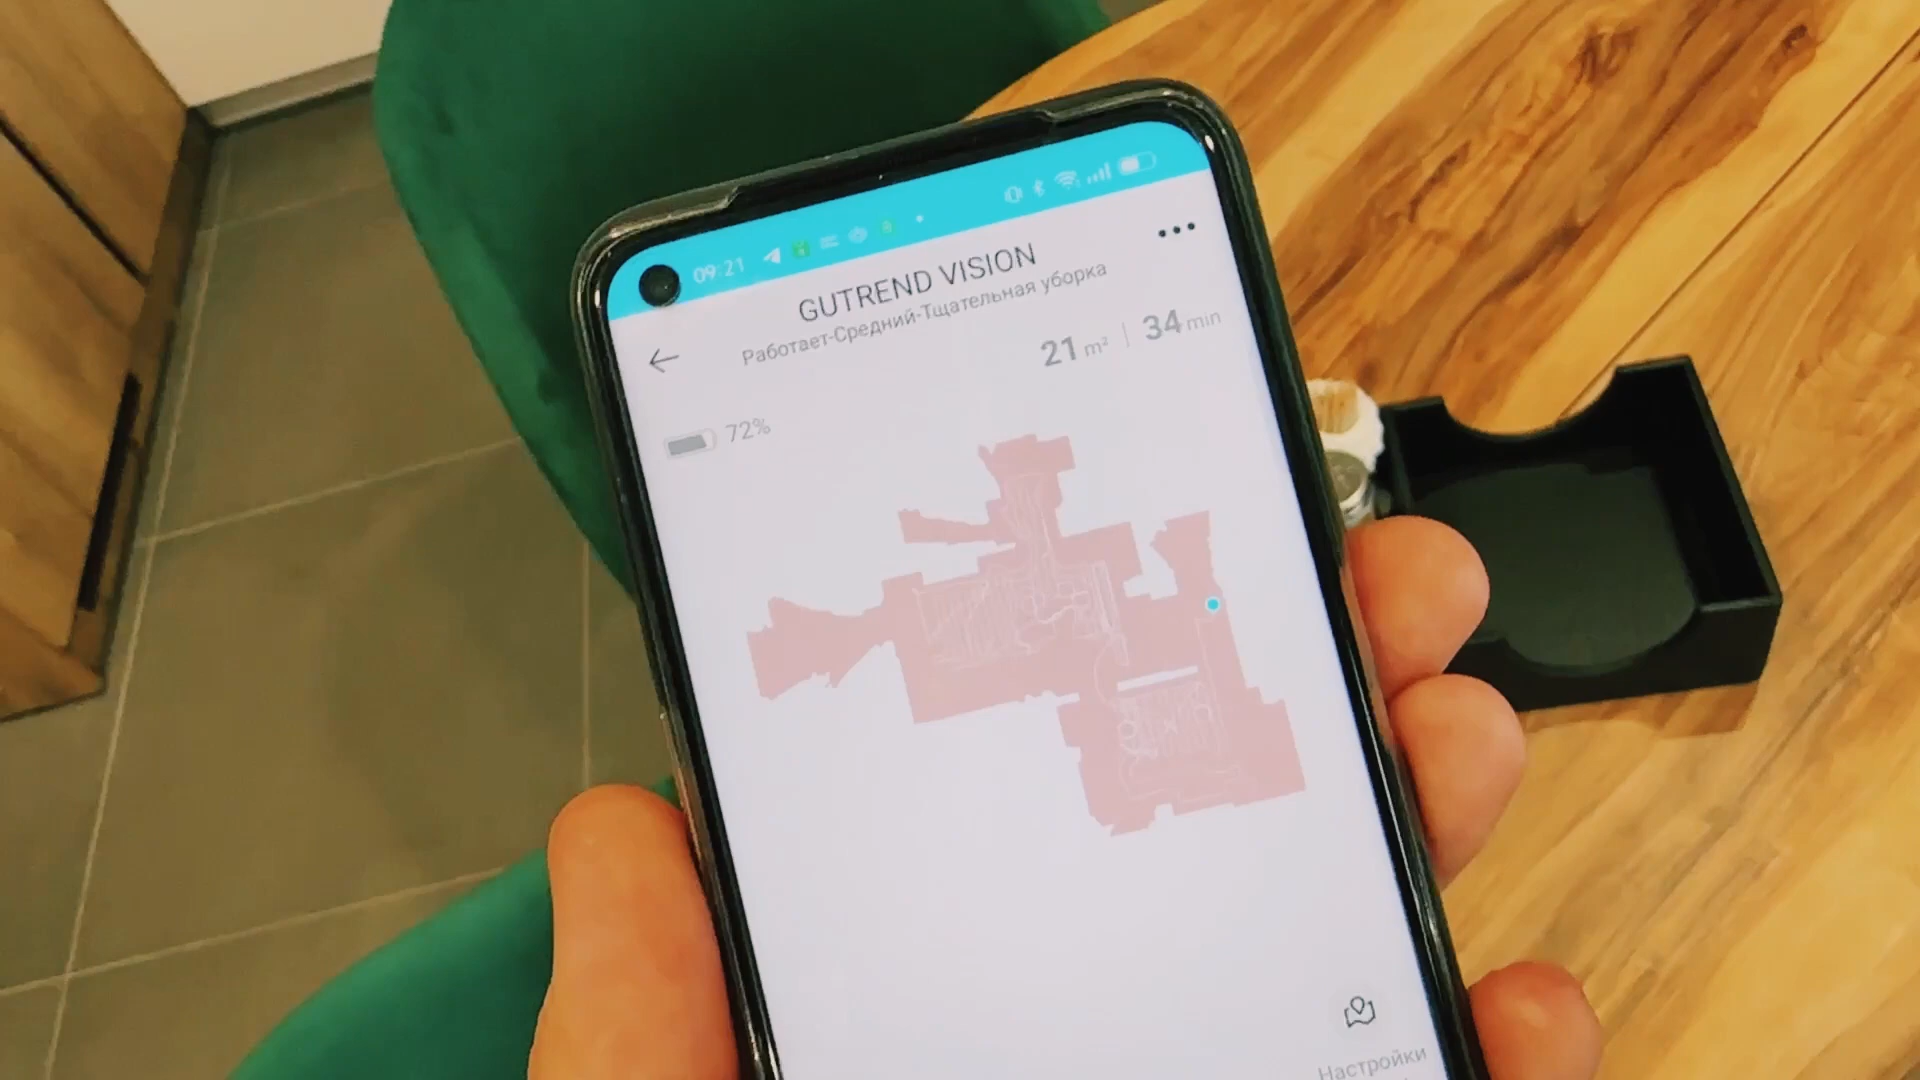 09:21
GUTREND VISION
Работает-Средний-Тщательная уборка
21 m² | 34 min
72%
Настройки